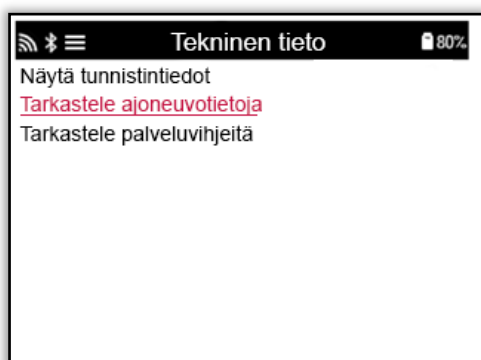 Tekninen tieto 80%
Näytä tunnistintiedot
Tarkastele ajoneuvotietoja
Tarkastele palveluvihjeitä